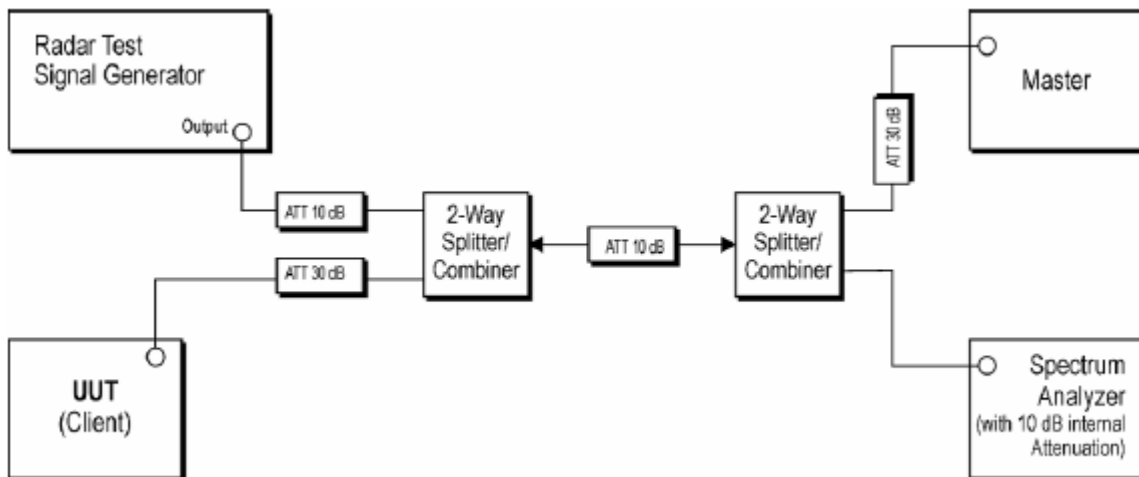 Radar Test
Signal Generator
Output
ATT 10 dB
2-Way
Splitter/
Combiner
ATT 30 dB
UUT
(Client)
ATT 10 dB
2-Way
Splitter/
Combiner
ATT 30 dB
Master
Spectrum
Analyzer
(with 10 dB internal
Attenuation)